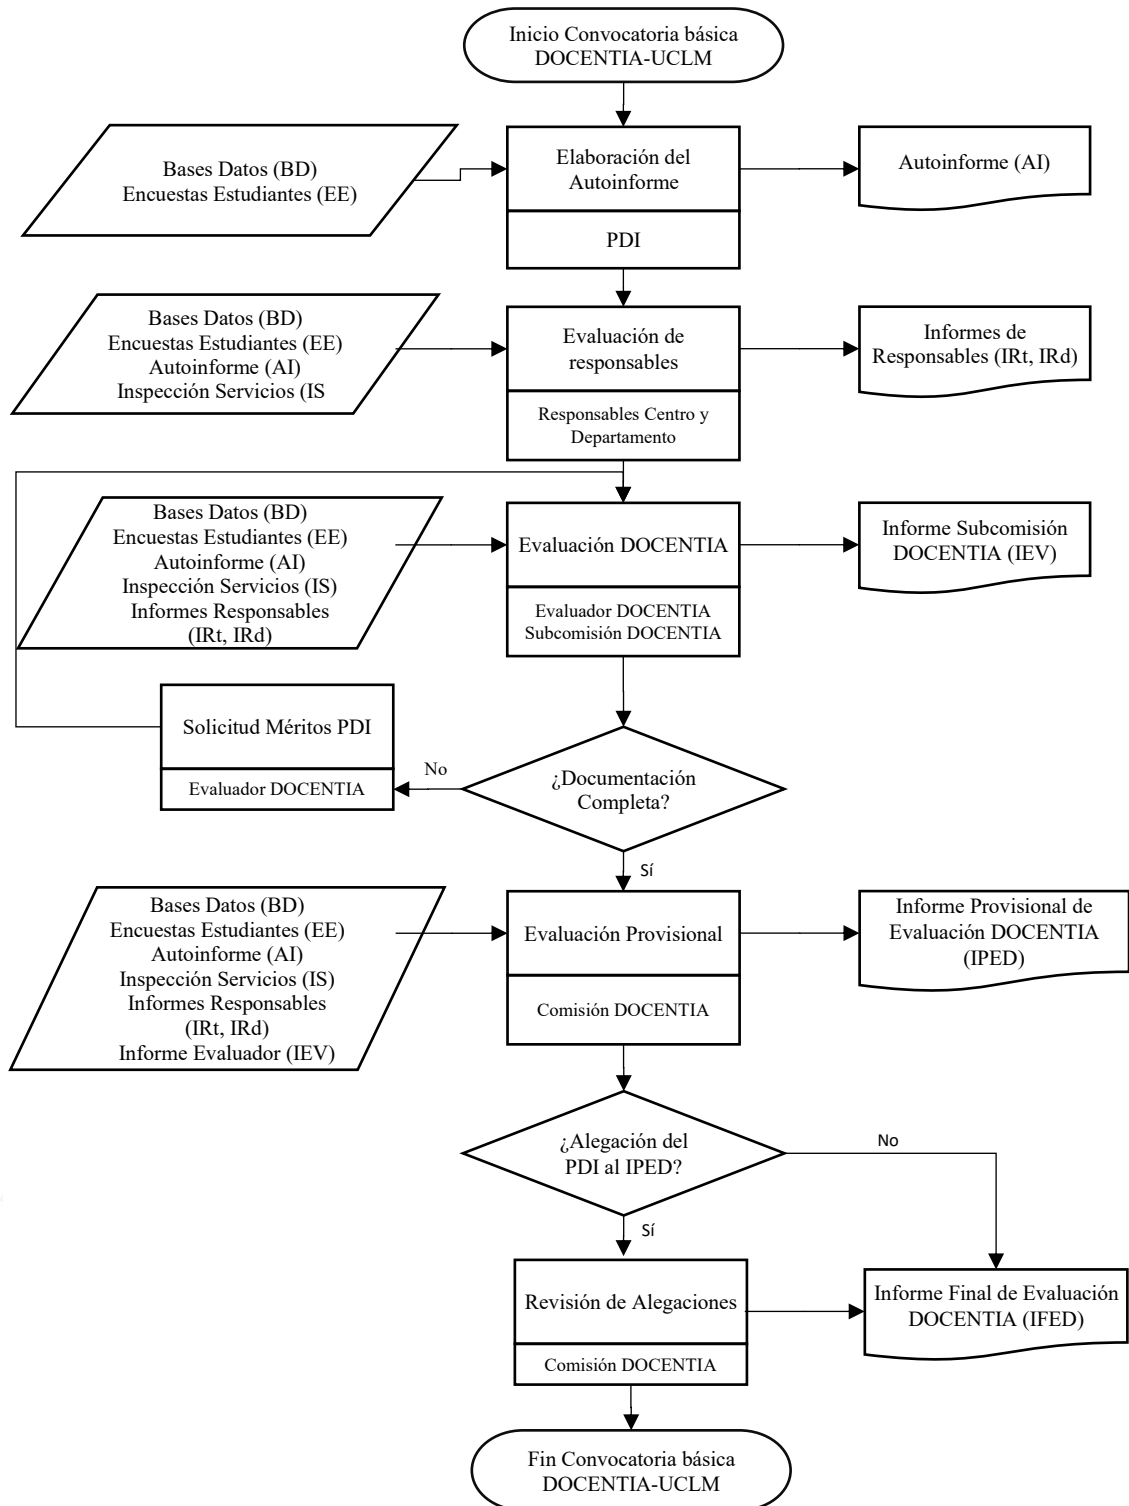 Inicio Convocatoria básica
DOCENTIA-UCLM
Bases Datos (BD)
Encuestas Estudiantes (EE)
Elaboración del
Autoinforme
PDI
Autoinforme (AI)
Bases Datos (BD)
Encuestas Estudiantes (EE)
Autoinforme (AI)
Inspección Servicios (IS
Evaluación de
responsables
Responsables Centro y
Departamento
Informes de
Responsables (IRt, IRd)
Bases Datos (BD)
Encuestas Estudiantes (EE)
Autoinforme (AI)
Inspección Servicios (IS)
Informes Responsables
(IRt, IRd)
Evaluación DOCENTIA
Evaluador DOCENTIA
Subcomisión DOCENTIA
Informe Subcomisión
DOCENTIA (IEV)
Solicitud Méritos PDI
Evaluador DOCENTIA
No
¿Documentación
Completa?
Sí
Bases Datos (BD)
Encuestas Estudiantes (EE)
Autoinforme (AI)
Inspección Servicios (IS)
Informes Responsables
(IRt, IRd)
Informe Evaluador (IEV)
Evaluación Provisional
Comisión DOCENTIA
Informe Provisional de
Evaluación DOCENTIA
(IPED)
¿Alegación del
PDI al IPED?
No
Sí
Revisión de Alegaciones
Comisión DOCENTIA
Informe Final de Evaluación
DOCENTIA (IFED)
Fin Convocatoria básica
DOCENTIA-UCLM